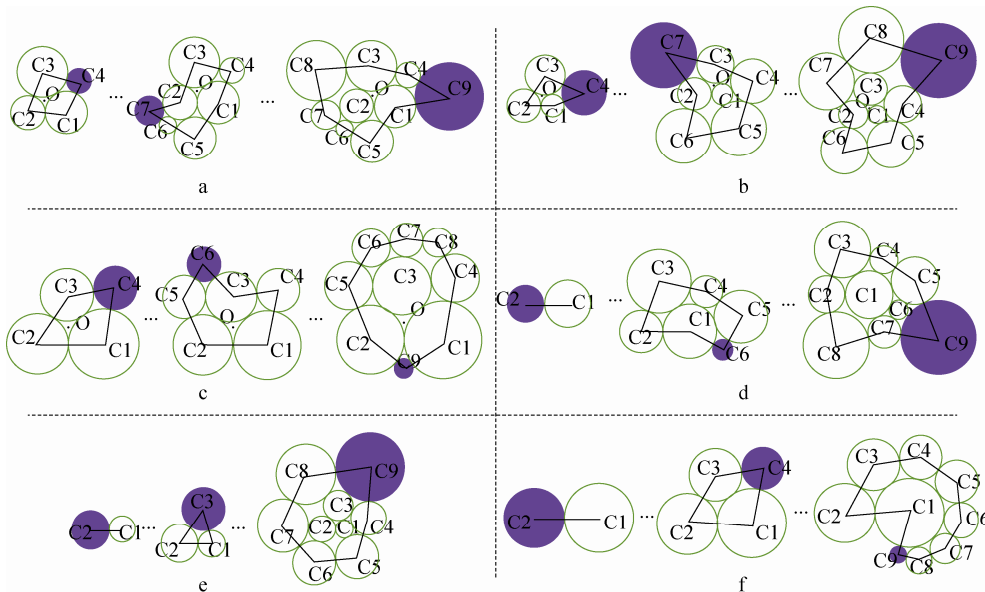 C3 C4 O C2 C1
...
C3 C4 O C2 C1 C7 C6 C5
...
C8 C3 C4 O C9 C2 C1 C7 C6 C5
a
C3 O C4 C2 C1
...
C7 C3 O C4 C2 C1 C5 C6
...
C8 C9 C7 C3 O C2 C1 C4 C6 C5
b
C3 C4 O C2 C1
...
C6 C3 C4 C5 O C2 C1
...
C7 C6 C8 C5 C3 C4 O C2 C1 C9
c
C2 C1
...
C3 C4 C5 C1 C2 C6
...
C3 C4 C5 C2 C1 C6 C7 C8 C9
d
C2 C1
...
C3 C2 C1
...
C8 C9 C3 C2 C1 C4 C7 C6 C5
e
C2 C1
...
C3 C4 C2 C1
...
C4 C3 C5 C1 C2 C6 C7 C9 C8
f